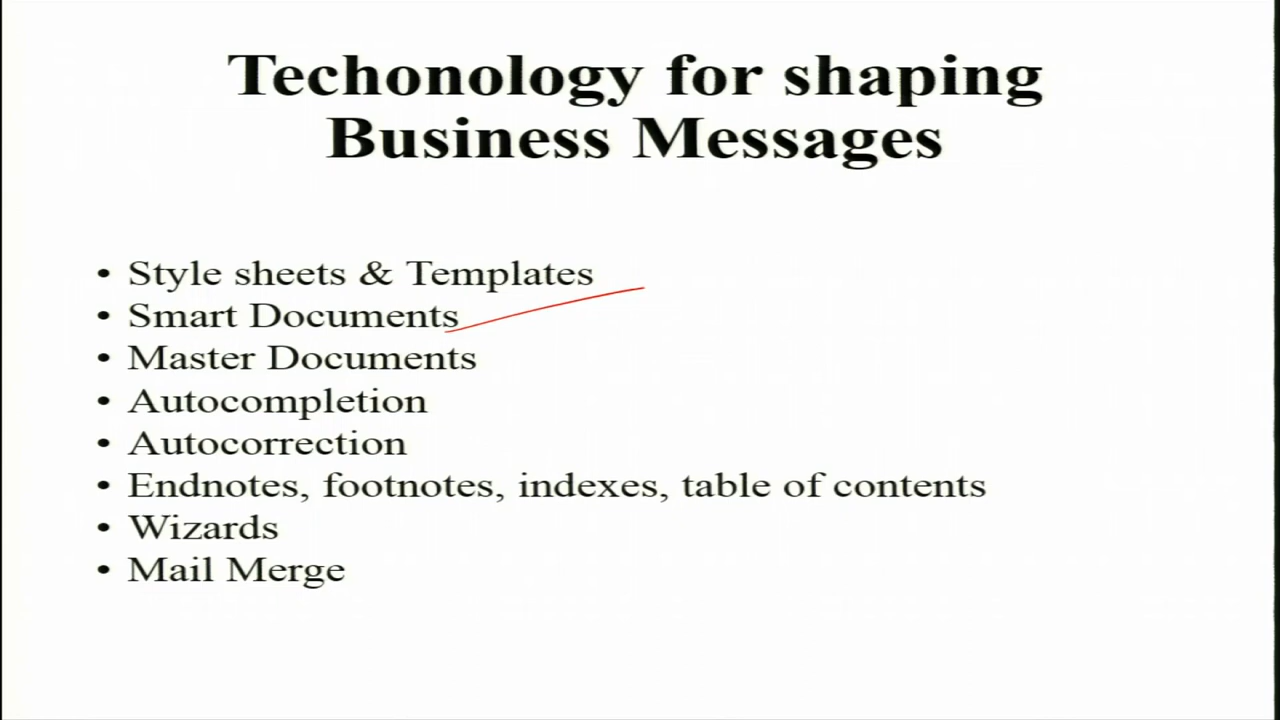 Techonology for shaping
Business Messages
• Style sheets & Templates
• Smart Documents
• Master Documents
• Autocompletion
• Autocorrection
• Endnotes, footnotes, indexes, table of contents
• Wizards
• Mail Merge